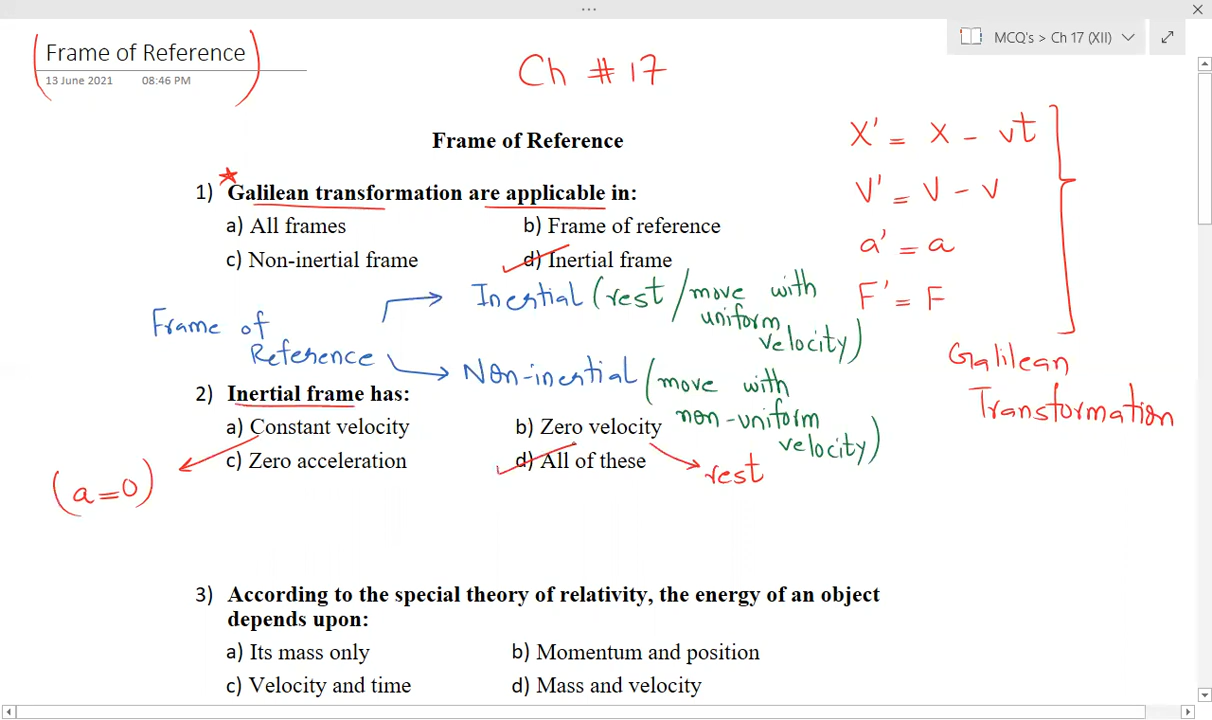 Frame of Reference
13 June 2021 08:46 PM
MCQ's > Ch 17 (XII)
Ch # 17
Frame of Reference
X' = X - vt
V' = V - v
a' = a
F' = F
Galilean
Transformation
1) Galilean transformation are applicable in:
a) All frames b) Frame of reference
c) Non-inertial frame d) Inertial frame
Frame of
Reference
Inertial (rest / move with
uniform
velocity)
Non-inertial (move with
non-uniform
velocity)
2) Inertial frame has:
a) Constant velocity b) Zero velocity
c) Zero acceleration d) All of these
rest
(a=0)
3) According to the special theory of relativity, the energy of an object
depends upon:
a) Its mass only b) Momentum and position
c) Velocity and time d) Mass and velocity